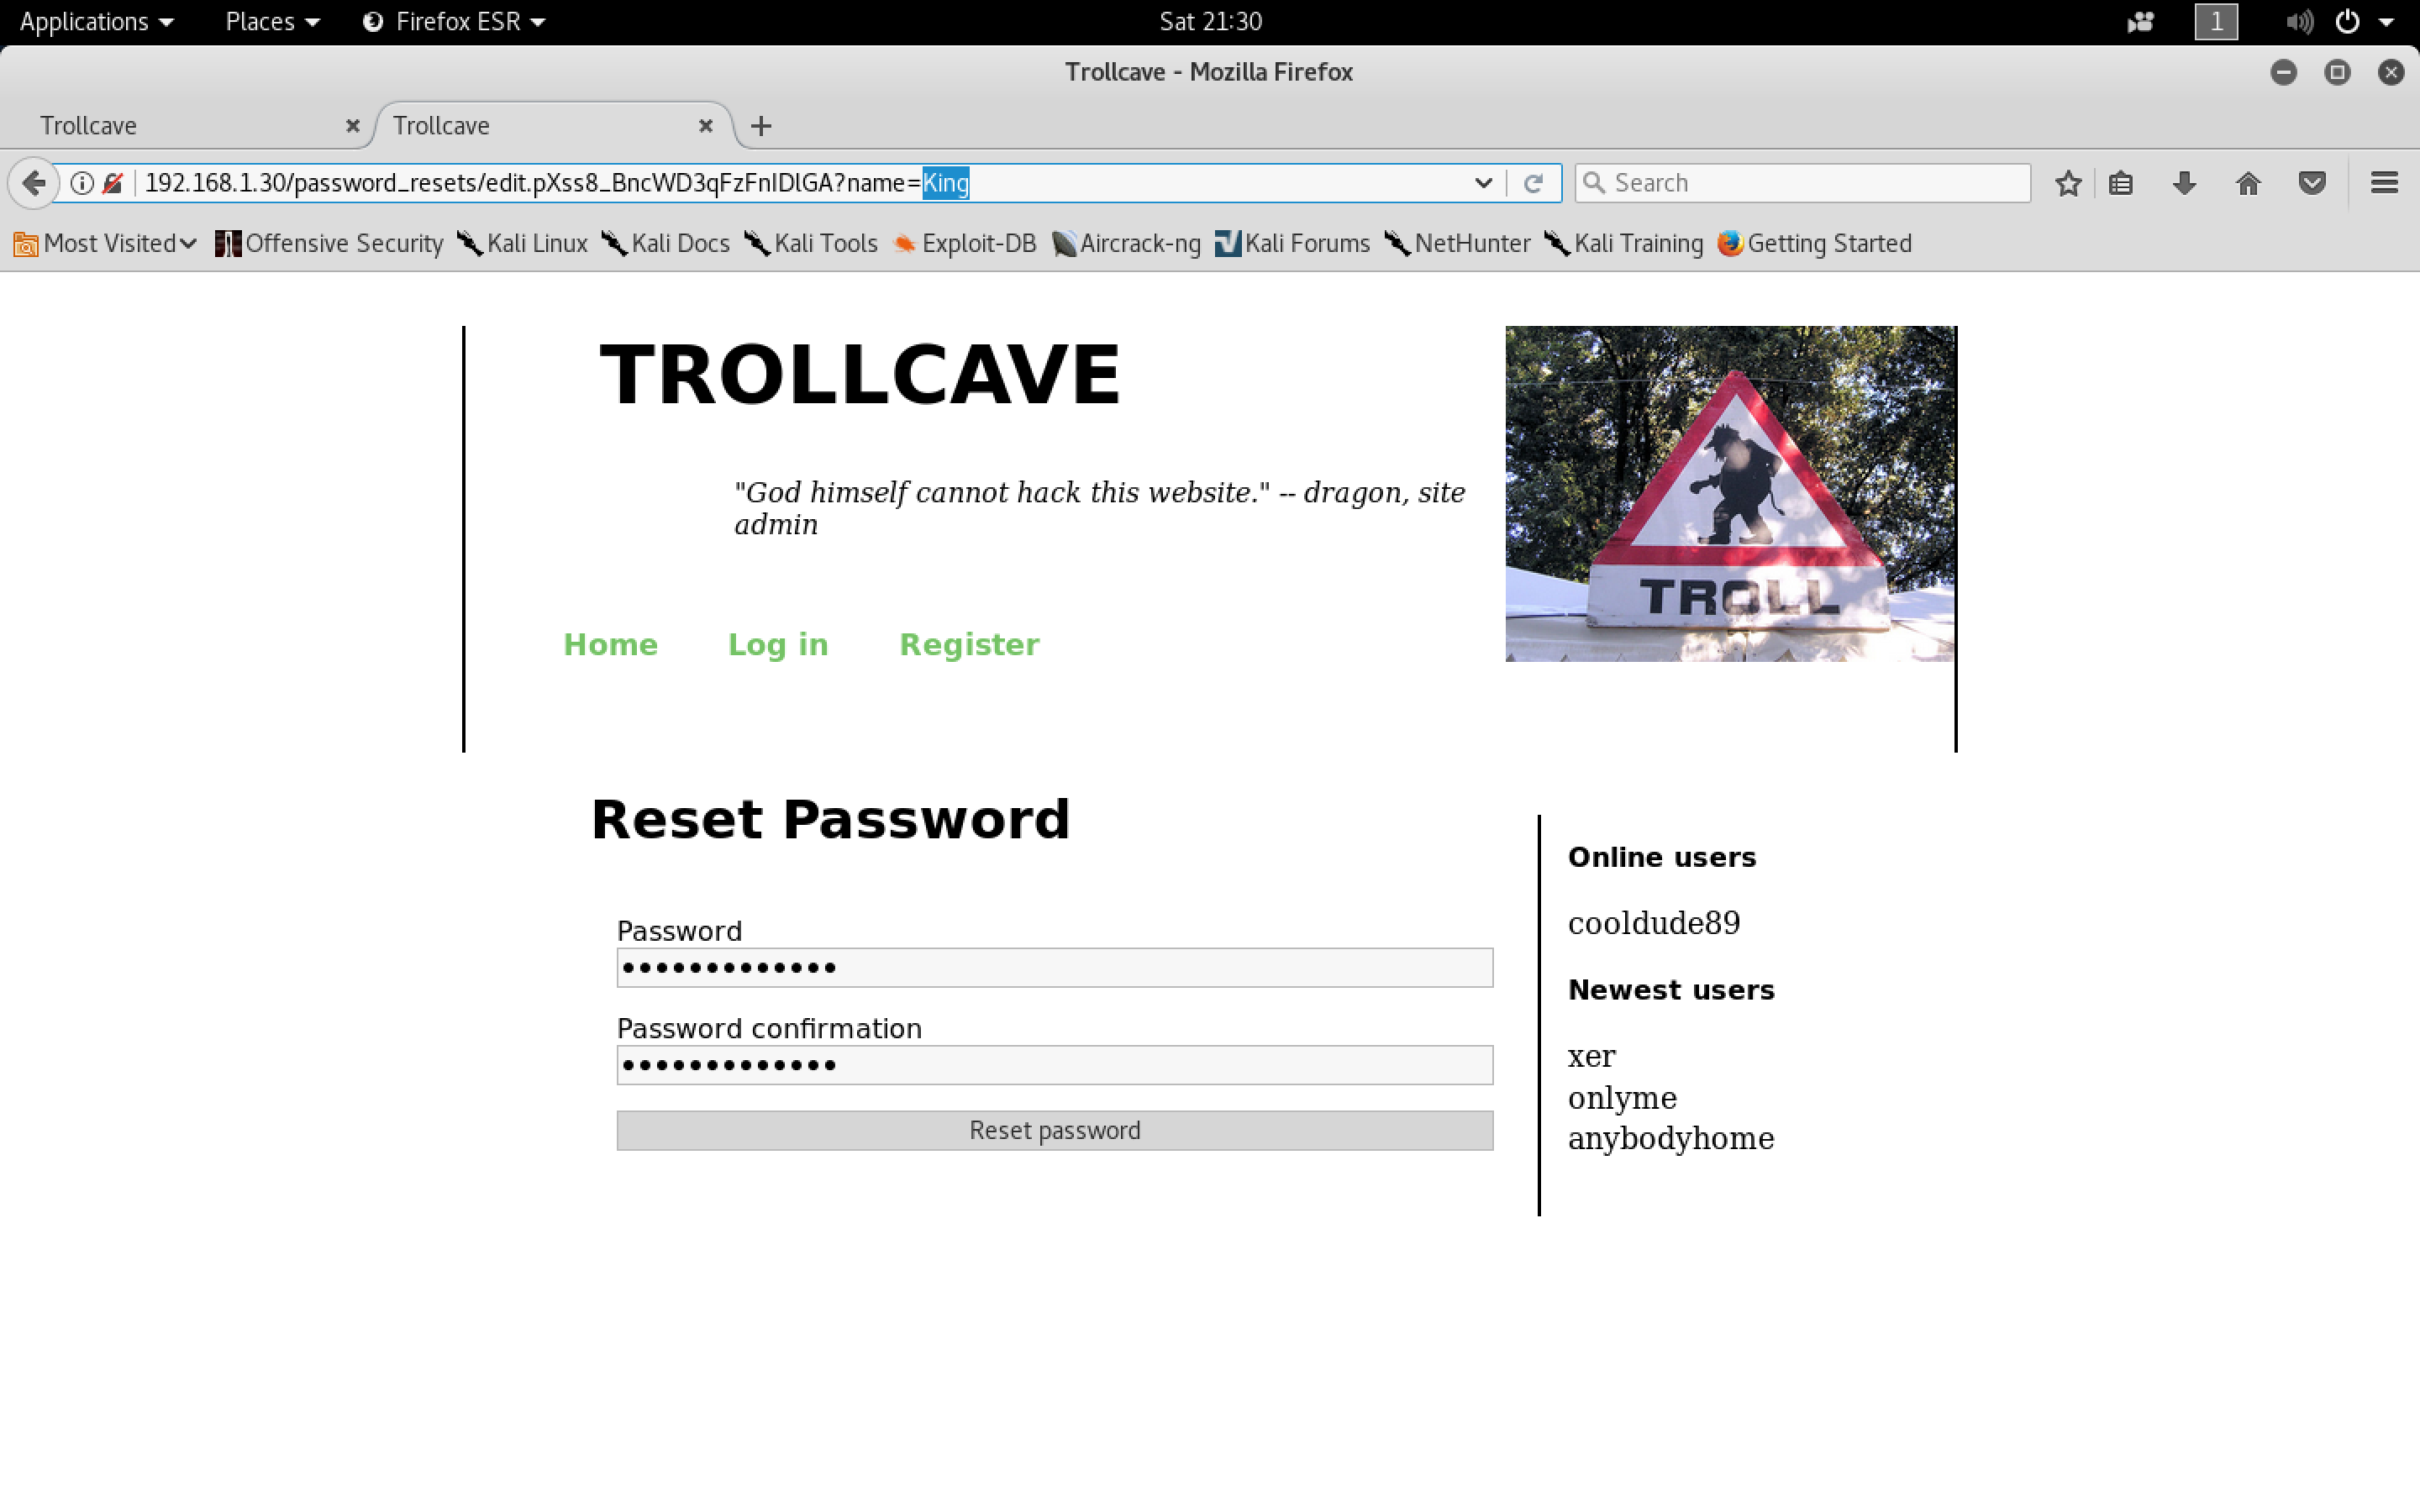 Applications Places Firefox ESR Sat 21:30 1
Trollcave - Mozilla Firefox
Trollcave Trollcave
192.168.1.30/password_resets/edit.pXss8_BncWD3qFzFnIDlGA?name=King Search
Most Visited Offensive Security Kali Linux Kali Docs Kali Tools Exploit-DB Aircrack-ng Kali Forums NetHunter Kali Training Getting Started
TROLLCAVE
"God himself cannot hack this website." -- dragon, site
admin
TROLL
Home Log in Register
Reset Password
Password
Password confirmation
Reset password
Online users
cooldude89
Newest users
xer
onlyme
anybodyhome